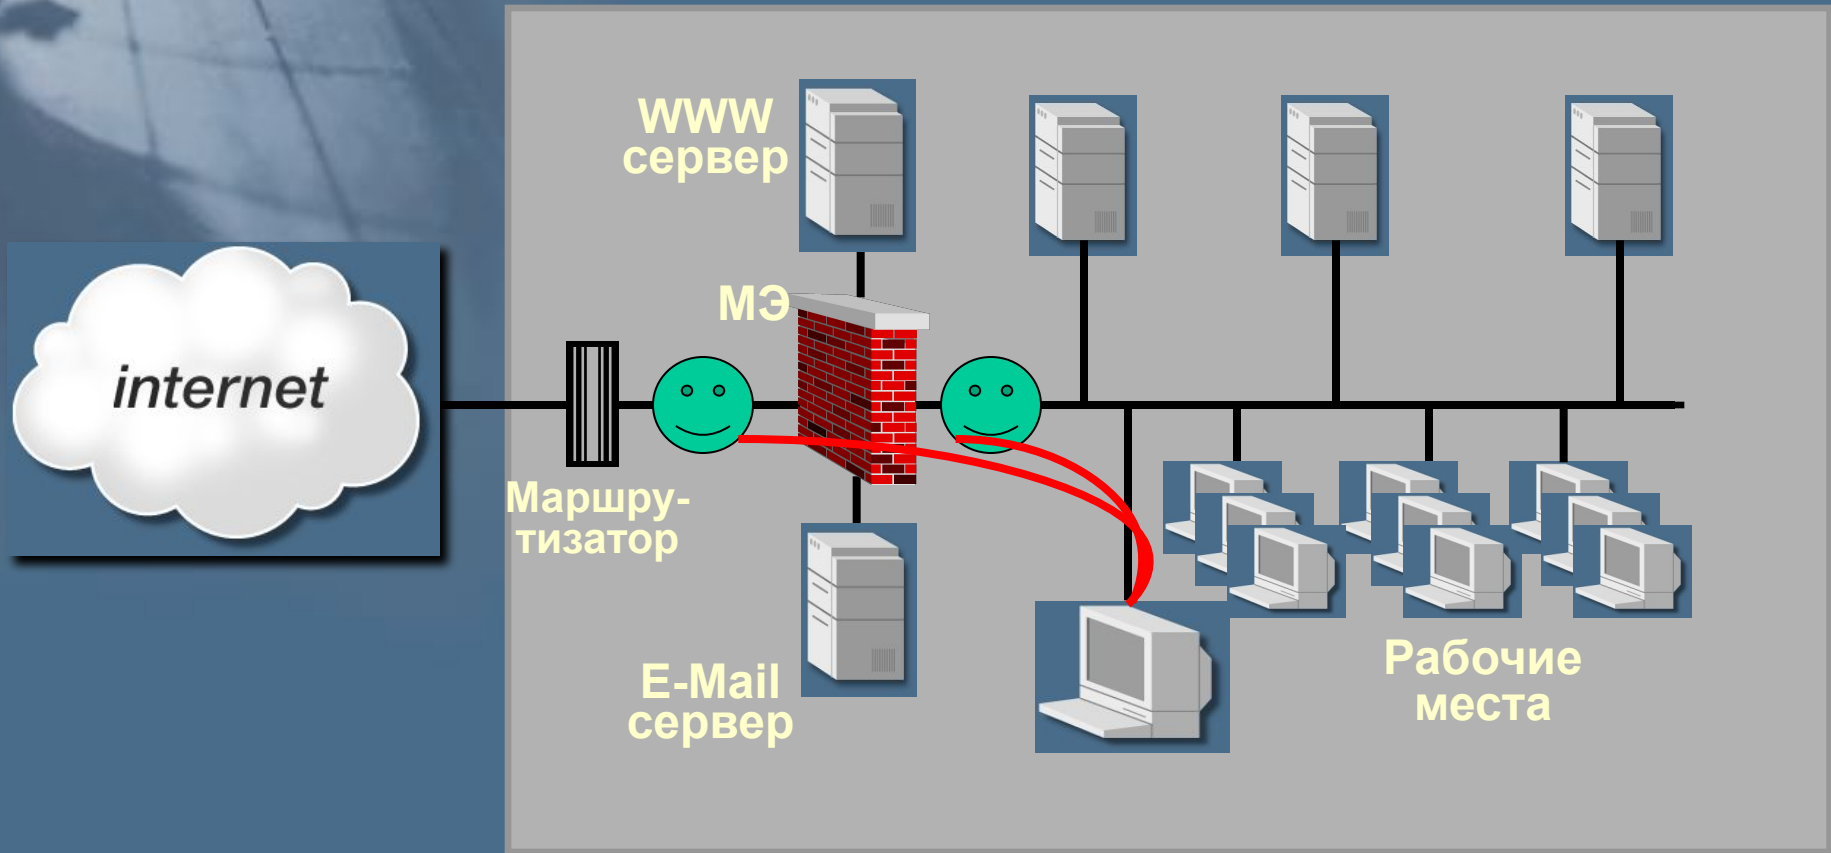 WWW
сервер
МЭ
internet
Маршру-
тизатор
E-Mail
сервер
Рабочие
места